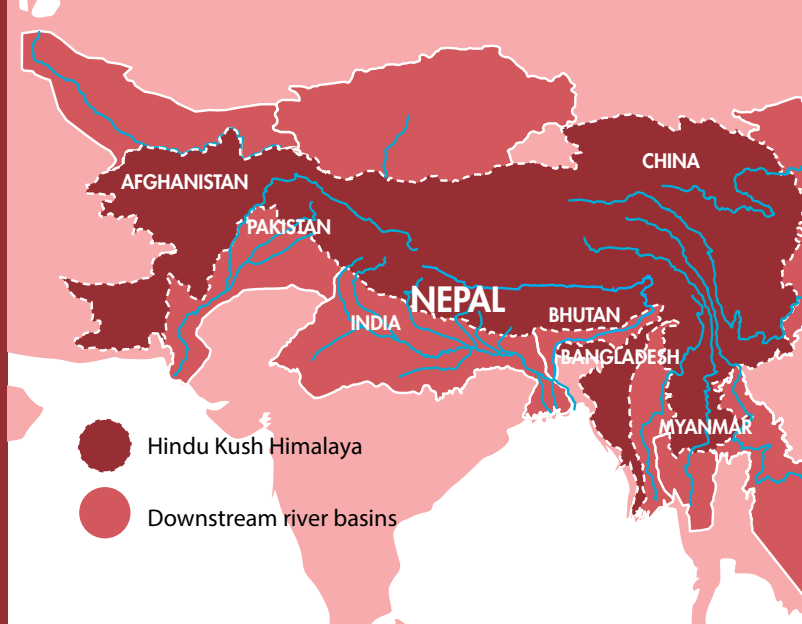 CHINA
AFGHANISTAN
PAKISTAN
NEPAL
BHUTAN
INDIA
BANGLADESH
MYANMAR
Hindu Kush Himalaya
Downstream river basins